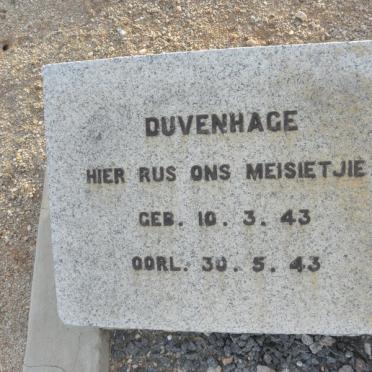 DUVENHAGE
HIER RUS ONS MEISIETJIE
GEB. 10. 3. 43
OORL. 30. 5. 43